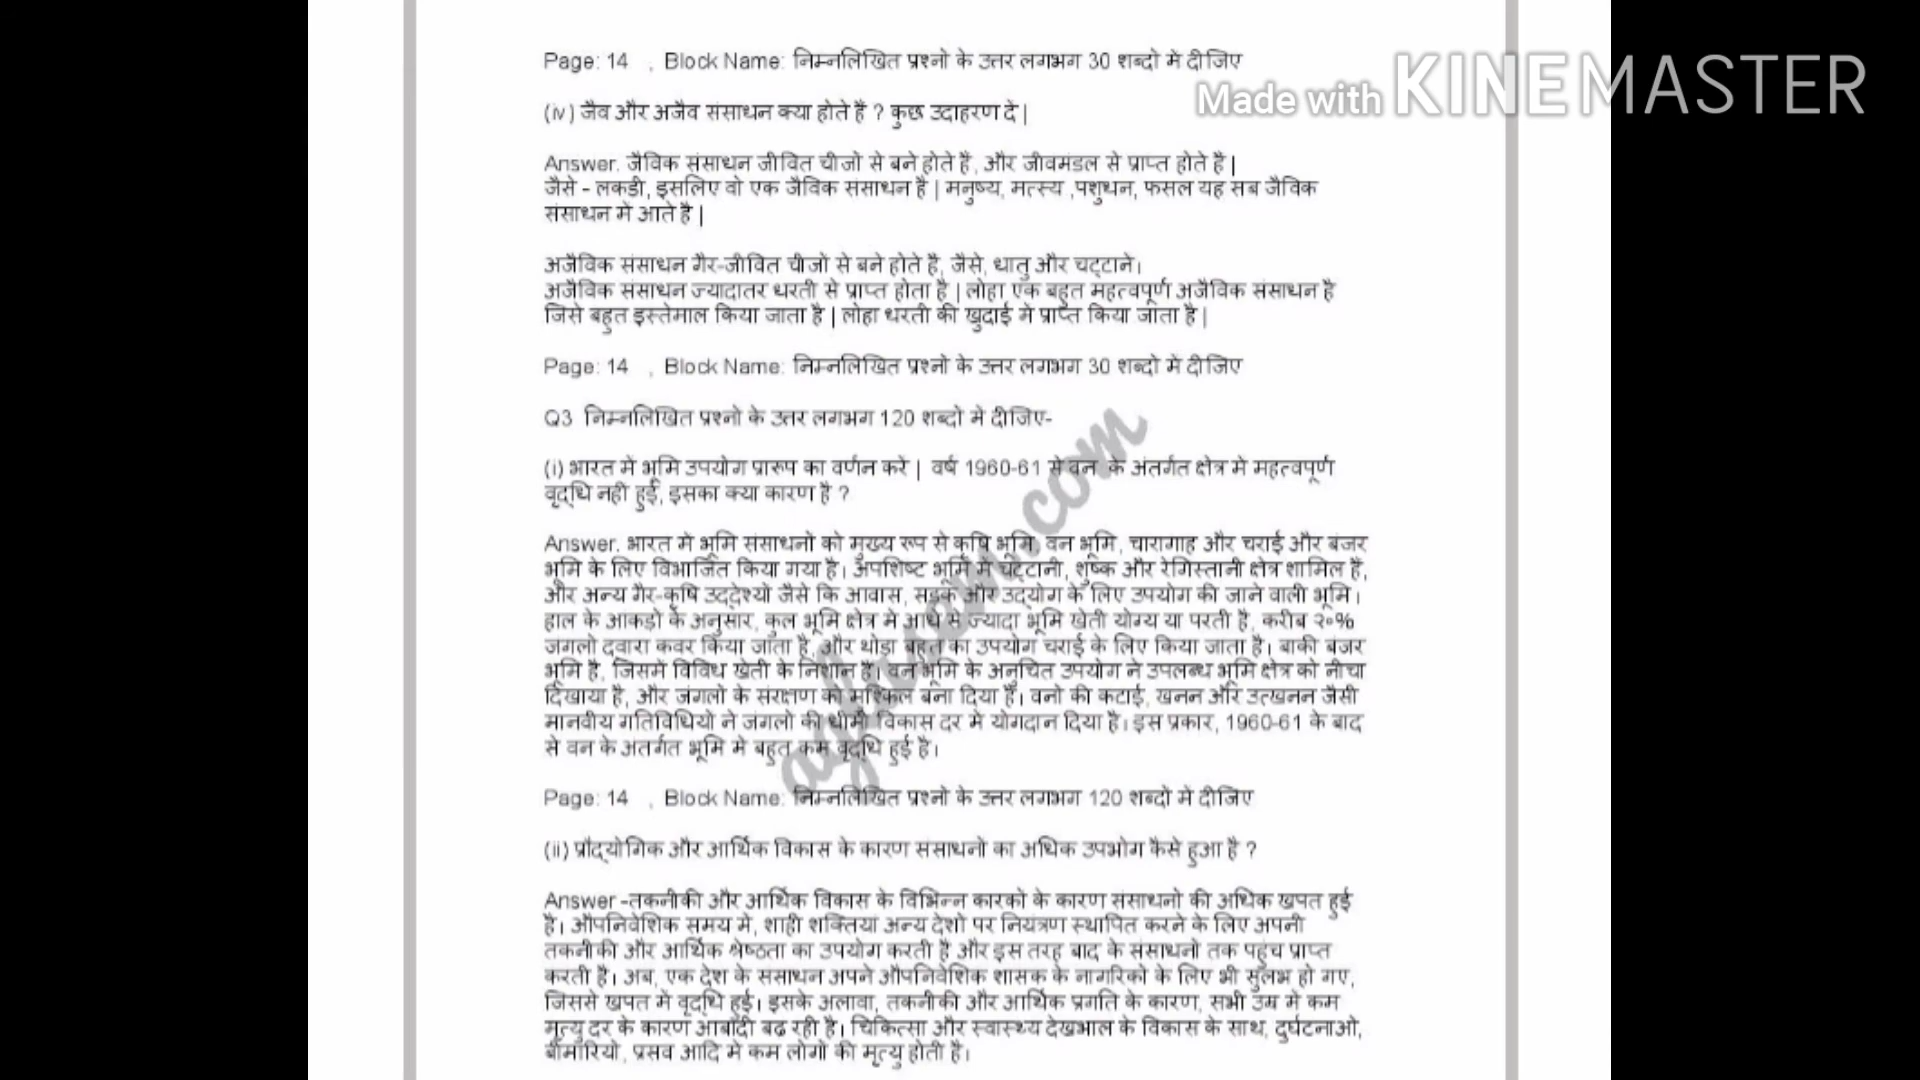 Made with KINEMASTER
Page: 14 , Block Name: निम्नलिखित प्रश्नो के उत्तर लगभग 30 शब्दो में दीजिए
(iv) जैव और अजैव संसाधन क्या होते है ? कुछ उदाहरण दे |
Answer. जैविक संसाधन जीवित चीजो से बने होते है, और जीवमंडल से प्राप्त होते है |
जैसे - लकडी, इसलिए वो एक जैविक संसाधन है | मनुष्य, मत्स्य ,पशुधन, फसल यह सब जैविक
संसाधन मे आते है |
अजैविक संसाधन गैर-जीवित चीजों से बने होते है, जैसे, धातु और चट्टाने।
अजैविक संसाधन ज्यादातर धरती से प्राप्त होता है | लोहा एक बहुत महत्वपूर्ण अजैविक संसाधन है
जिसे बहुत इस्तेमाल किया जाता है | लोहा धरती की खुदाई मे प्राप्त किया जाता है |
Page: 14 , Block Name: निम्नलिखित प्रश्नो के उत्तर लगभग 30 शब्दो में दीजिए
Q3 निम्नलिखित प्रश्नो के उत्तर लगभग 120 शब्दो मे दीजिए-
(i) भारत में भूमि उपयोग प्रारूप का वर्णन करें | वर्ष 1960-61 से वन के अंतर्गत क्षेत्र मे महत्वपूर्ण
वृद्धि नहीं हुई, इसका क्या कारण है ?
Answer. भारत मे भूमि संसाधनों को मुख्य रूप से कृषि भूमि, वन भूमि, चारागाह और चराई और बंजर
भूमि के लिए विभाजित किया गया है। अपशिष्ट भूमि मे चट्टानी, शुष्क और रेगिस्तानी क्षेत्र शामिल हैं,
और अन्य गैर-कृषि उद्देश्यो जैसे कि आवास, सड़क और उद्योग के लिए उपयोग की जाने वाली भूमि।
हाल के आकड़ो के अनुसार, कुल भूमि क्षेत्र मे आधे से ज्यादा भूमि खेती योग्य या परती है, करीब २०%
जंगलो द्वारा कवर किया जाता है, और थोड़ा बहुत का उपयोग चराई के लिए किया जाता है। बाकी बंजर
भूमि है, जिसमें विविध खेती के निशान है। वन भूमि के अनुचित उपयोग ने उपलब्ध भूमि क्षेत्र को नीचा
दिखाया है, और जंगलो के संरक्षण को मुश्किल बना दिया है। वनो की कटाई, खनन और उत्खनन जैसी
मानवीय गतिविधियो ने जंगलो की धीमी विकास दर मे योगदान दिया है। इस प्रकार, 1960-61 के बाद
से वन के अंतर्गत भूमि मे बहुत कम वृद्धि हुई है।
Page: 14 , Block Name: निम्नलिखित प्रश्नो के उत्तर लगभग 120 शब्दों में दीजिए
(ii) प्रौद्योगिक और आर्थिक विकास के कारण संसाधनो का अधिक उपभोग कैसे हुआ है ?
Answer -तकनीकी और आर्थिक विकास के विभिन्न कारको के कारण संसाधनो की अधिक खपत हुई
है। औपनिवेशिक समय मे, शाही शक्तिया अन्य देशो पर नियंत्रण स्थापित करने के लिए अपनी
तकनीकी और आर्थिक श्रेष्ठता का उपयोग करती है और इस तरह बाद के संसाधनो तक पहुंच प्राप्त
करती है। अब, एक देश के संसाधन अपने औपनिवेशिक शासक के नागरिको के लिए भी सुलभ हो गए,
जिससे खपत में वृद्धि हुई। इसके अलावा, तकनीकी और आर्थिक प्रगति के कारण, सभी उम्र मे कम
मृत्यु दर के कारण आबादी बढ रही है। चिकित्सा और स्वास्थ्य देखभाल के विकास के साथ, दुर्घटनाओ,
बीमारियो, प्रसव आदि मे कम लोगो की मृत्यु होती है।